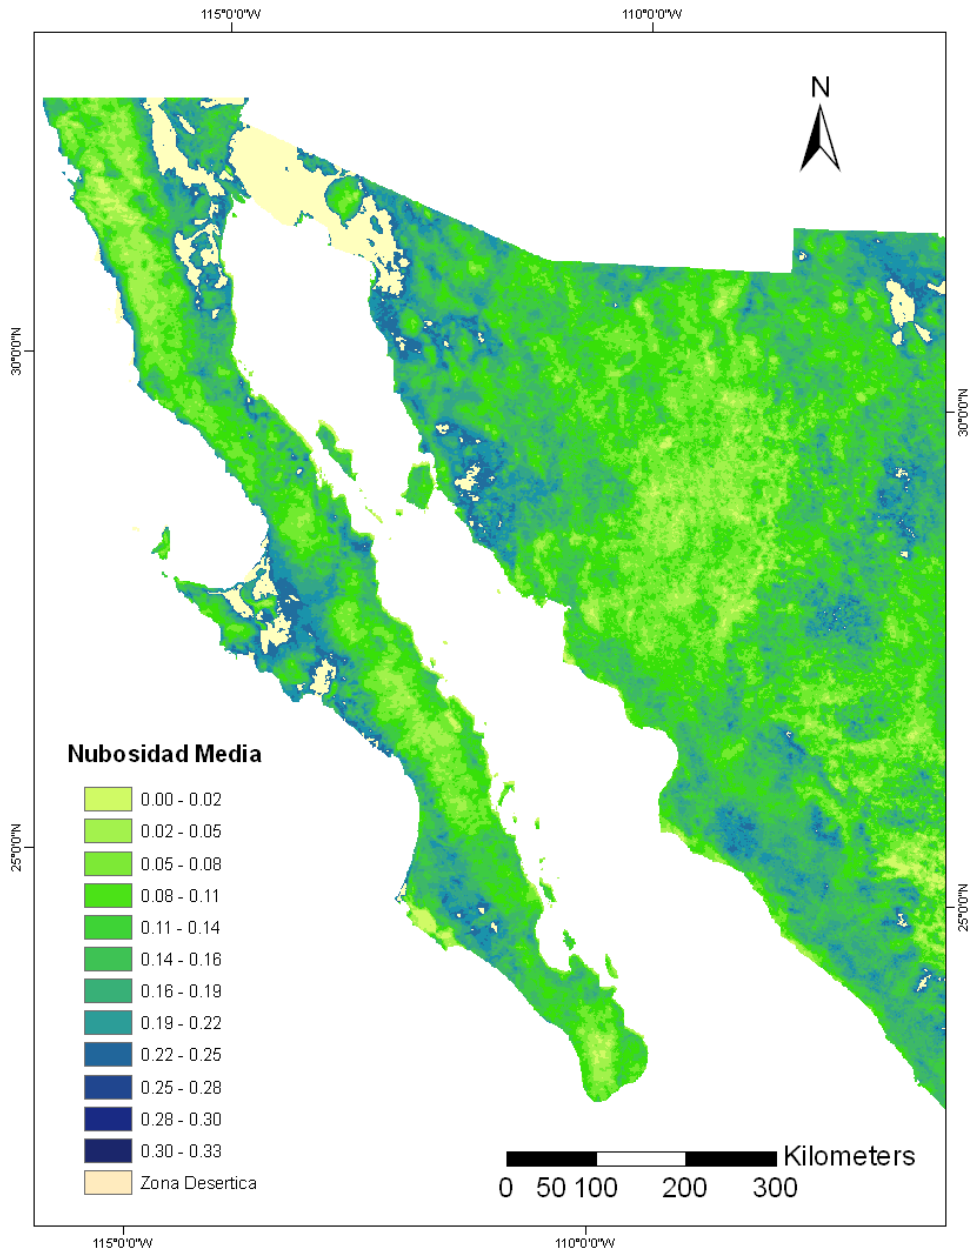 115°0'0"W
110°0'0"W
N
30°0'0"N
30°0'0"N
Nubosidad Media
0.00 - 0.02
0.02 - 0.05
0.05 - 0.08
0.08 - 0.11
0.11 - 0.14
0.14 - 0.16
0.16 - 0.19
0.19 - 0.22
0.22 - 0.25
0.25 - 0.28
0.28 - 0.30
0.30 - 0.33
Zona Desertica
25°0'0"N
25°0'0"N
Kilometers
0 50 100 200 300
115°0'0"W
110°0'0"W